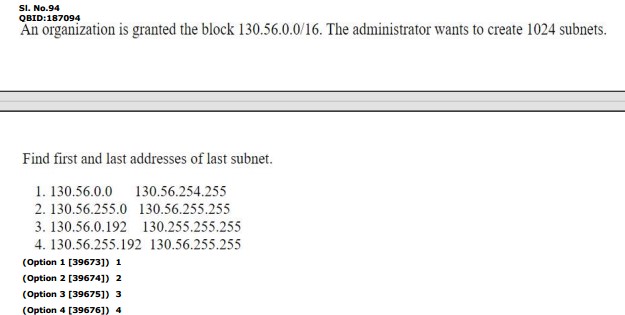 Sl. No.94
QBID:187094
An organization is granted the block 130.56.0.0/16. The administrator wants to create 1024 subnets.
Find first and last addresses of last subnet.
1. 130.56.0.0 130.56.254.255
2. 130.56.255.0 130.56.255.255
3. 130.56.0.192 130.255.255.255
4. 130.56.255.192 130.56.255.255
(Option 1 [39673]) 1
(Option 2 [39674]) 2
(Option 3 [39675]) 3
(Option 4 [39676]) 4